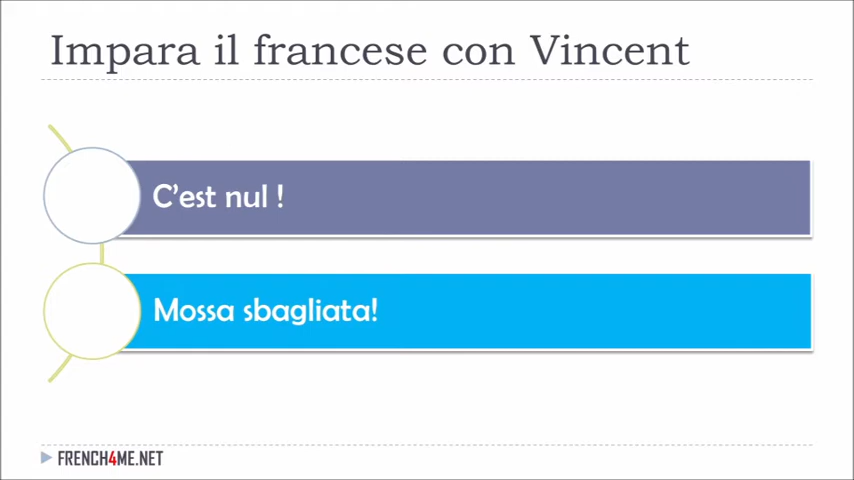 Impara il francese con Vincent
C'est nul !
Mossa sbagliata!
FRENCH4ME.NET